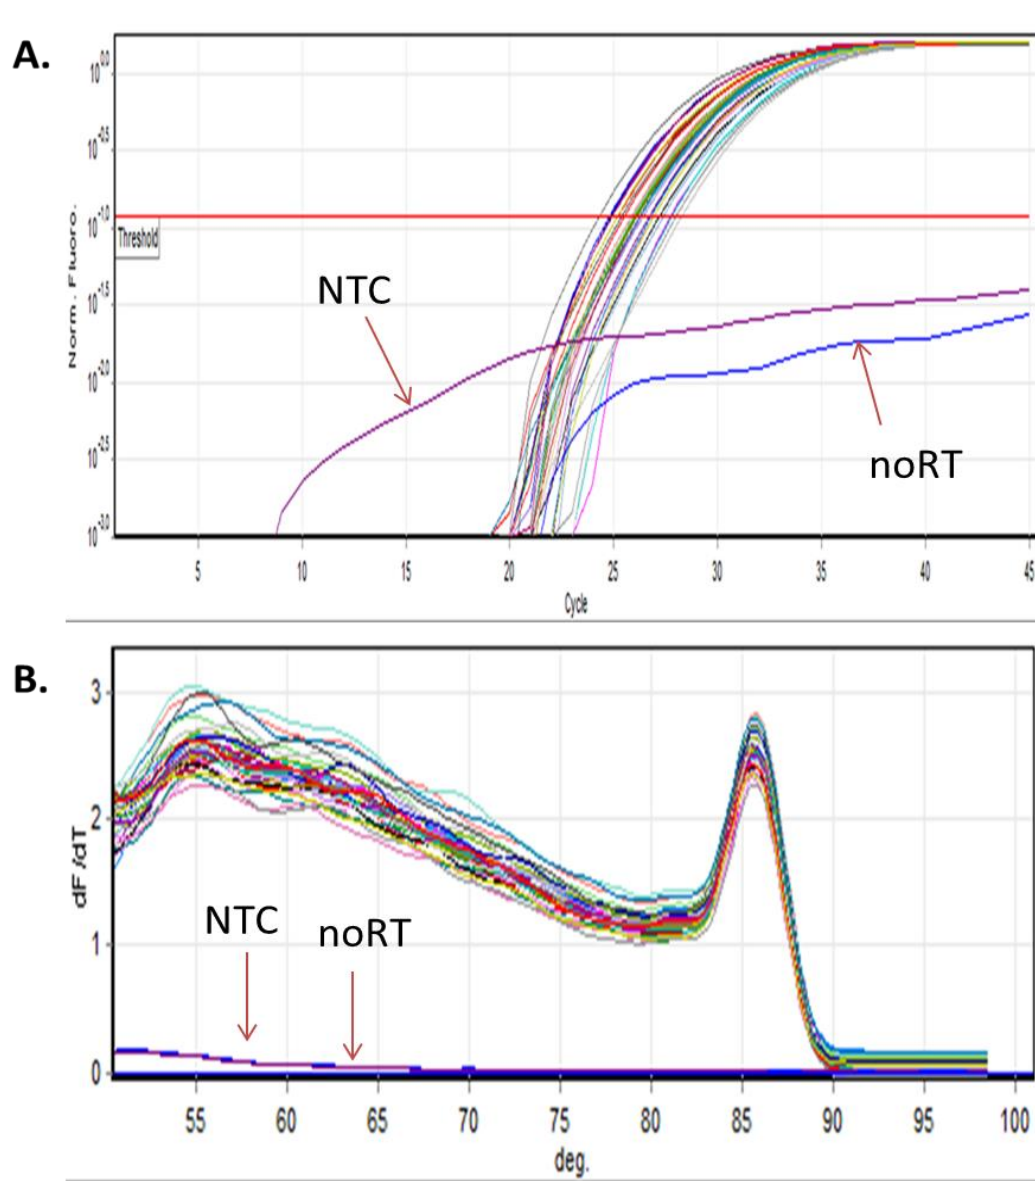 A.
Norm. Fluoro.
10^0.0
10^-0.5
10^-1.0
10^-1.5
10^-2.0
10^-2.5
10^-3.0
Threshold
NTC
noRT
5 10 15 20 25 30 35 40 45
Cycle
B.
dF /dT
3
2
1
0
NTC noRT
55 60 65 70 75 80 85 90 95 100
deg.